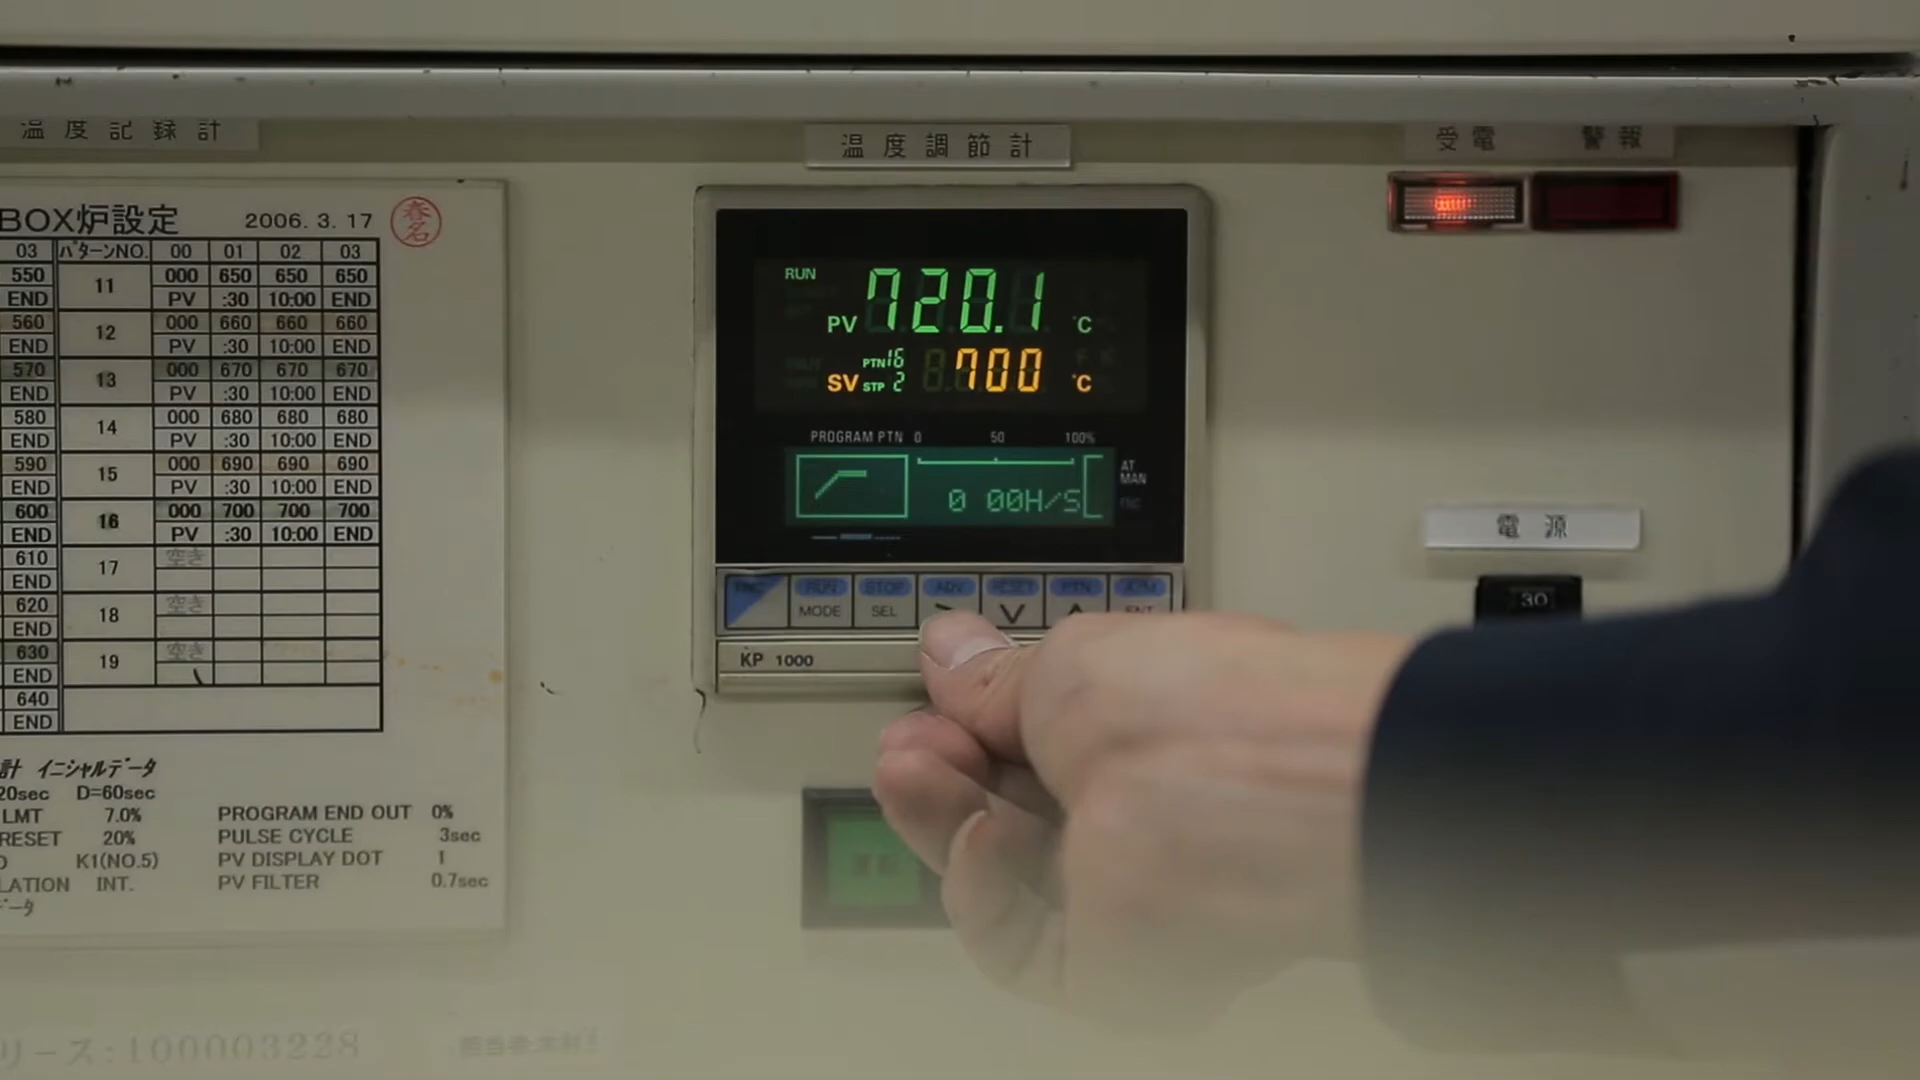 温度記録計
温度調節計
受電 警報
BOX炉設定 2006. 3. 17 春名
03 パターンNO. 00 01 02 03
550 11 000 650 650 650
END PV :30 10:00 END
560 12 000 660 660 660
END PV :30 10:00 END
570 13 000 670 670 670
END PV :30 10:00 END
580 14 000 680 680 680
END PV :30 10:00 END
590 15 000 690 690 690
END PV :30 10:00 END
600 16 000 700 700 700
END PV :30 10:00 END
610 17 空き
END
620 18 空き
END
630 19 空き
END
640
END
計 イニシャルデータ
20sec D=60sec
LMT 7.0%
RESET 20%
K1(NO.5)
LATION INT.
データ
PROGRAM END OUT 0%
PULSE CYCLE 3sec
PV DISPLAY DOT 1
PV FILTER 0.7sec
リース:100003228
RUN
PV 720.1 °C
PTN 16
SV STP 2 700 °C
PROGRAM PTN 0 50 100%
AT
MAN
0 00H/S
FNC RUN STOP ADV RESET PTN A/M
MODE SEL > ∨ ∧ ENT
KP 1000
電源
30